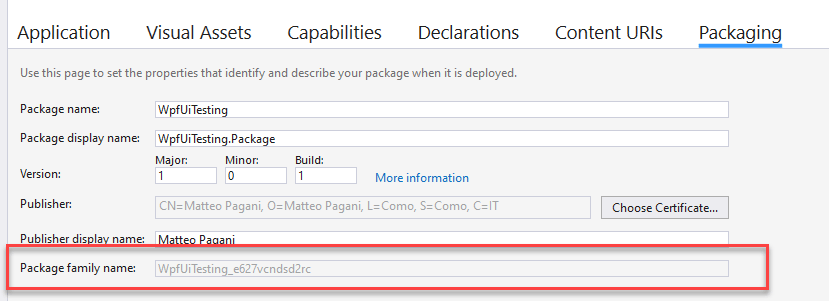 Application Visual Assets Capabilities Declarations Content URIs Packaging
Use this page to set the properties that identify and describe your package when it is deployed.
Package name: WpfUiTesting
Package display name: WpfUiTesting.Package
Major: Minor: Build:
Version: 1 0 1 More information
Publisher: CN=Matteo Pagani, O=Matteo Pagani, L=Como, S=Como, C=IT Choose Certificate...
Publisher display name: Matteo Pagani
Package family name: WpfUiTesting_e627vcndsd2rc